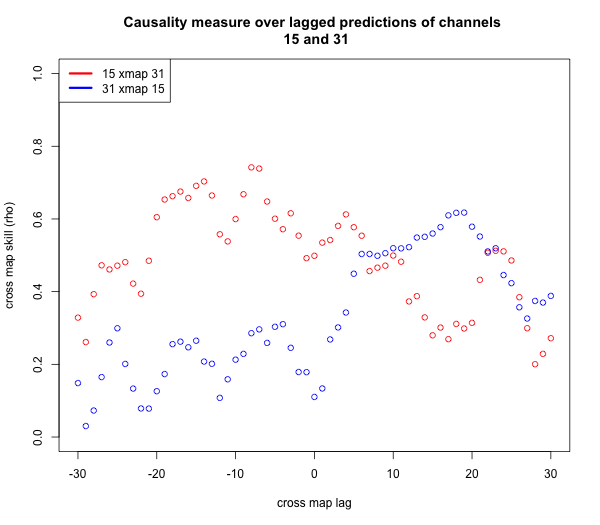 Causality measure over lagged predictions of channels
15 and 31
15 xmap 31
31 xmap 15
cross map skill (rho)
1.0
0.8
0.6
0.4
0.2
0.0
-30 -20 -10 0 10 20 30
cross map lag